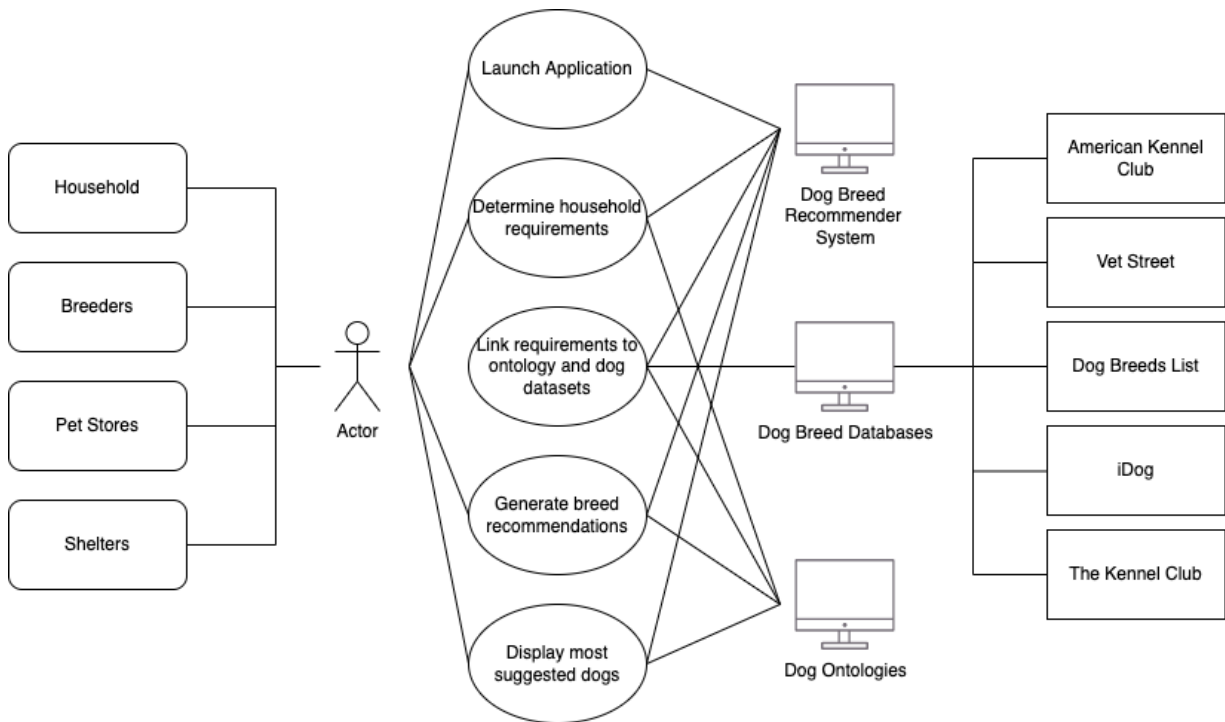 Launch Application
Household
Breeders
Pet Stores
Shelters
Actor
Determine household
requirements
Link requirements to
ontology and dog
datasets
Generate breed
recommendations
Display most
suggested dogs
Dog Breed
Recommender
System
Dog Breed Databases
Dog Ontologies
American Kennel
Club
Vet Street
Dog Breeds List
iDog
The Kennel Club